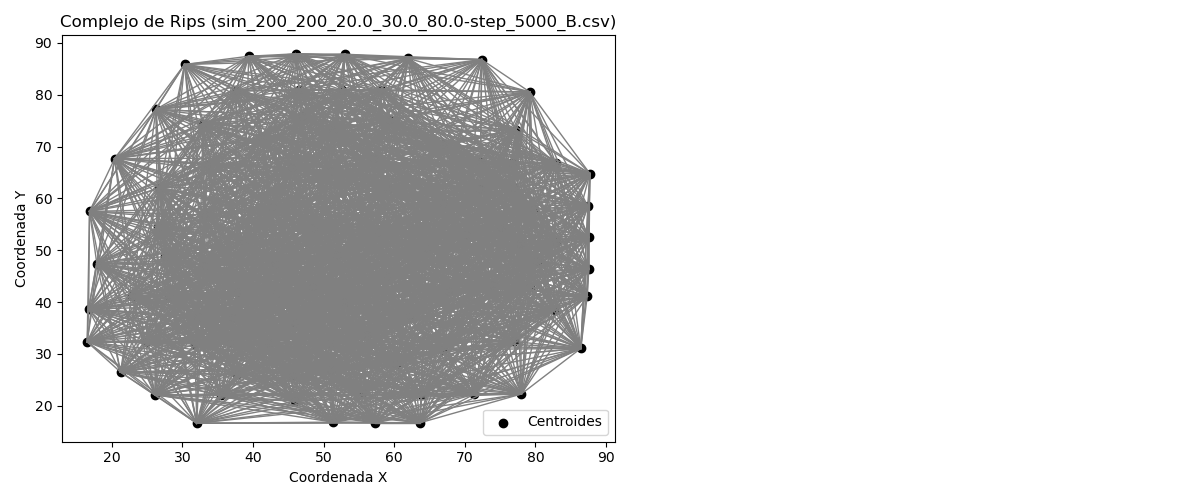 Complejo de Rips (sim_200_200_20.0_30.0_80.0-step_5000_B.csv)
90
80
70
60
50
40
30
20
Coordenada Y
20 30 40 50 60 70 80 90
Coordenada X
Centroides